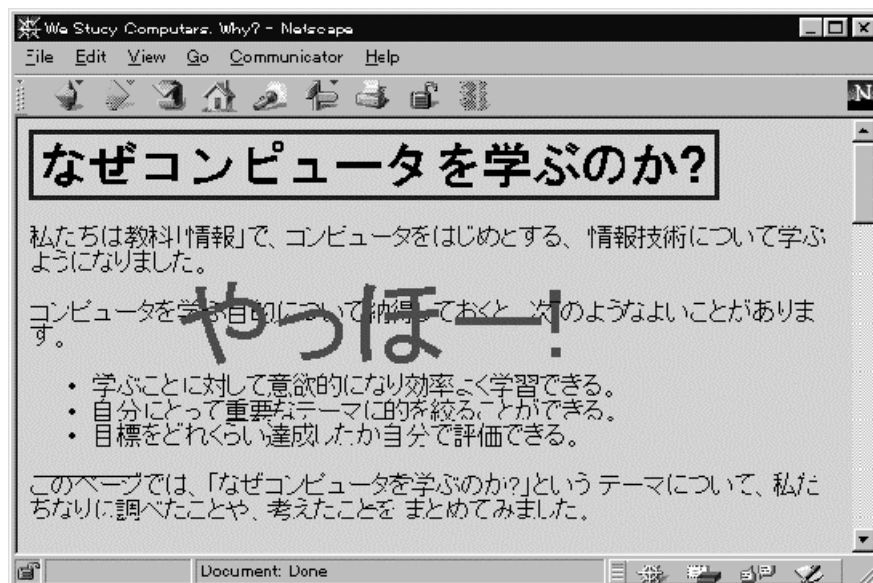 We Study Computers. Why? - Netscape
File Edit View Go Communicator Help
N
なぜコンピュータを学ぶのか?
私たちは教科「情報」で、コンピュータをはじめとする、 情報技術について学ぶ
ようになりました。
やっほー!
コンピュータを学ぶ目的について納得しておくと、次のようなよいことがありま
す。
• 学ぶことに対して意欲的になり効率よく学習できる。
• 自分にとって重要なテーマに的を絞ることができる。
• 目標をどれくらい達成したか自分で評価できる。
このページでは、「なぜコンピュータを学ぶのか?」という テーマについて、私た
ちなりに調べたことや、考えたことを まとめてみました。
Document: Done